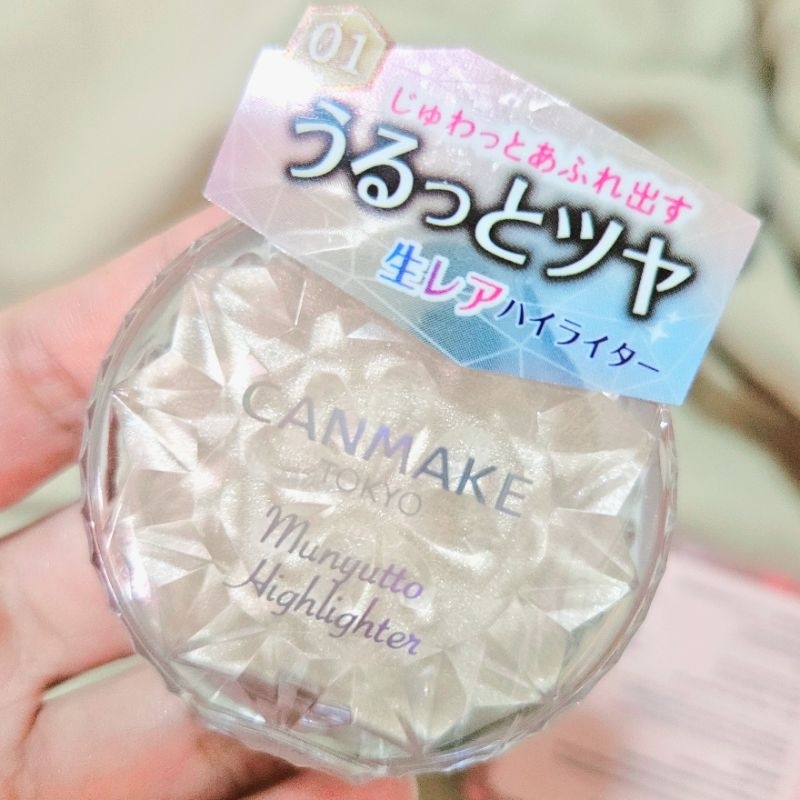 01
じゅわっとあふれ出す
うるっとツヤ
生レアハイライター
CANMAKE
TOKYO
Munyutto
Highlighter